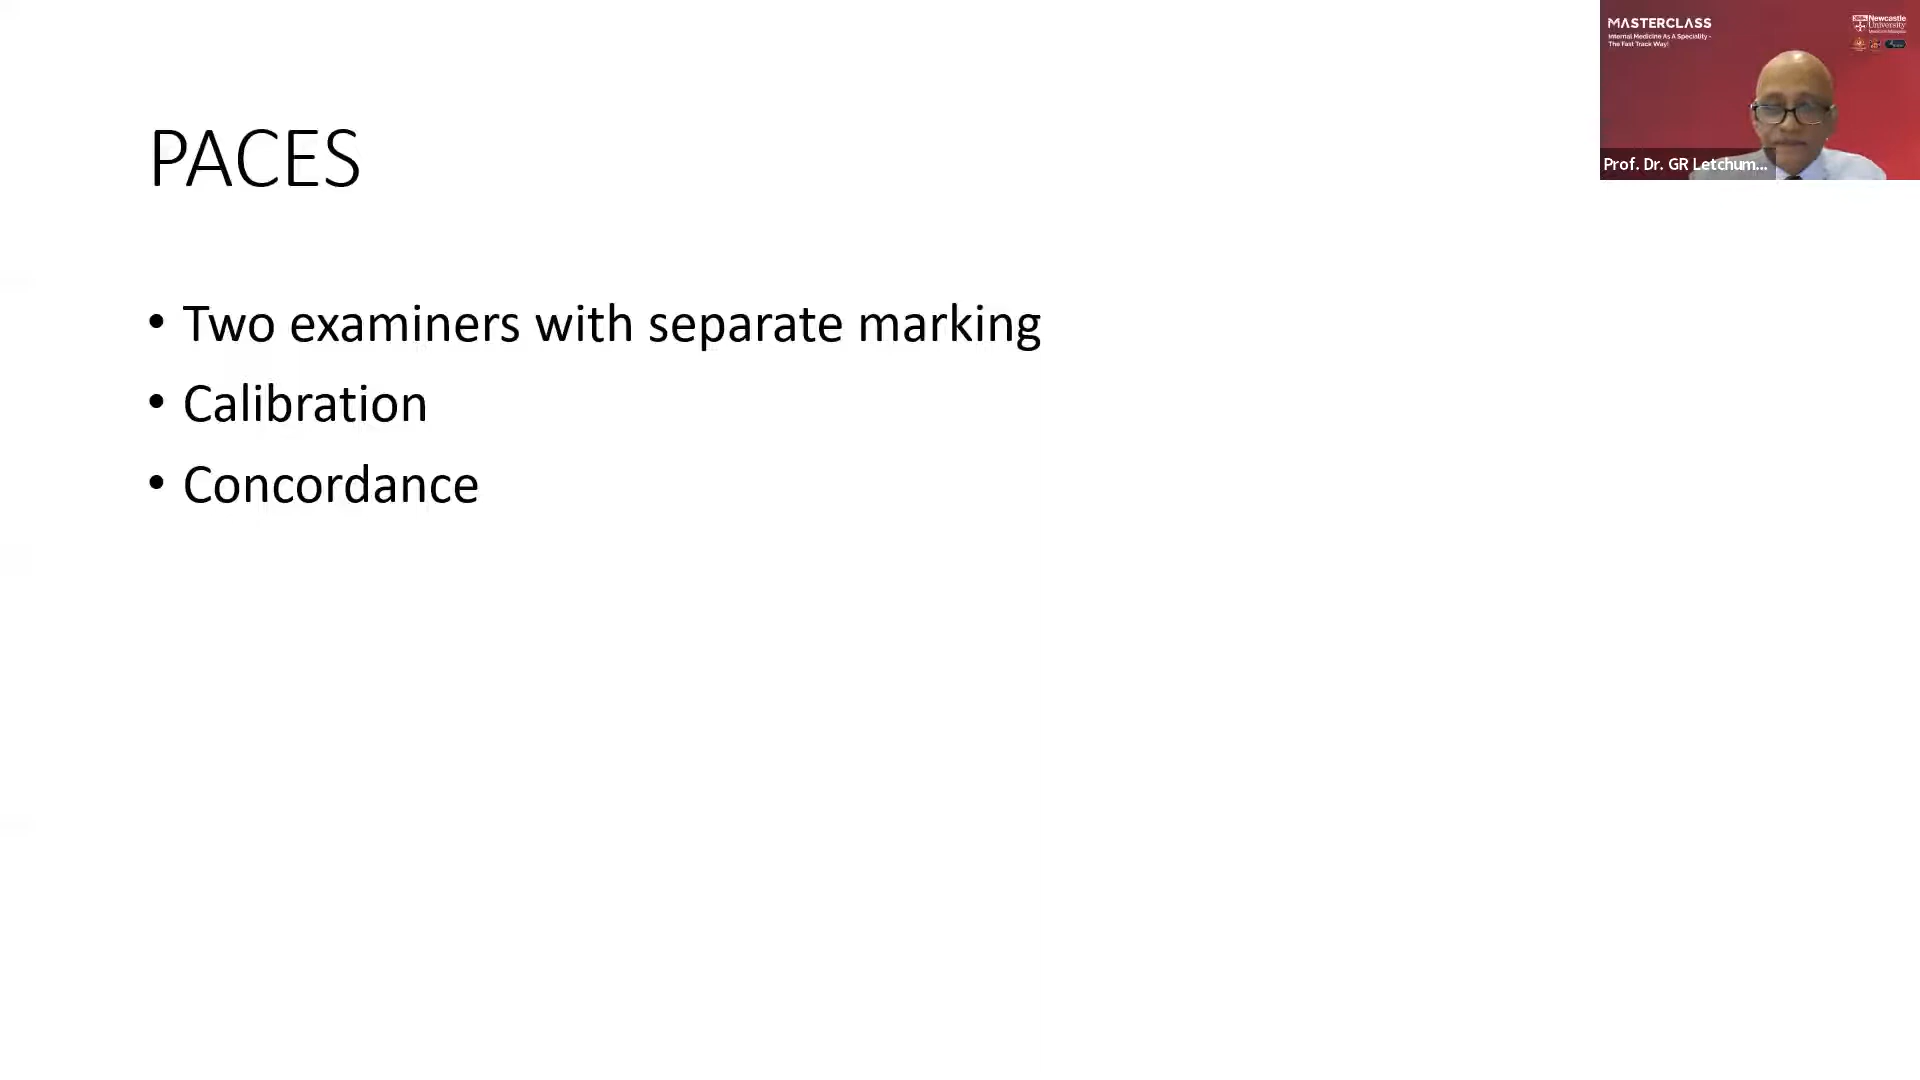 MASTERCLASS
Internal Medicine As A Speciality -
The Fast Track Way!
Newcastle
University
PACES
Prof. Dr. GR Letchum...
• Two examiners with separate marking
• Calibration
• Concordance